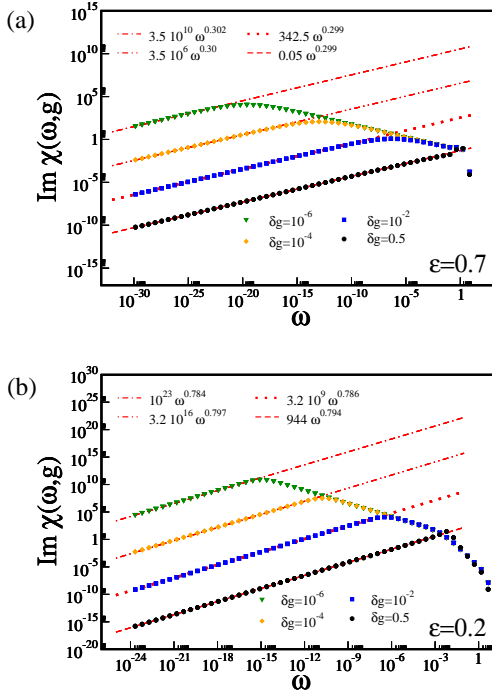 (a)
3.5 10^10 ω^0.302
342.5 ω^0.299
3.5 10^6 ω^0.30
0.05 ω^0.299
10^15
10^10
10^5
1
10^-5
10^-10
10^-15
Im χ(ω,g)
δg=10^-6
δg=10^-2
δg=10^-4
δg=0.5
ε=0.7
10^-30
10^-25
10^-20
10^-15
10^-10
10^-5
1
ω
(b)
10^23 ω^0.784
3.2 10^9 ω^0.786
3.2 10^16 ω^0.797
944 ω^0.794
10^30
10^25
10^20
10^15
10^10
10^5
1
10^-5
10^-10
10^-15
10^-20
Im χ(ω,g)
δg=10^-6
δg=10^-2
δg=10^-4
δg=0.5
ε=0.2
10^-24
10^-21
10^-18
10^-15
10^-12
10^-9
10^-6
10^-3
1
ω